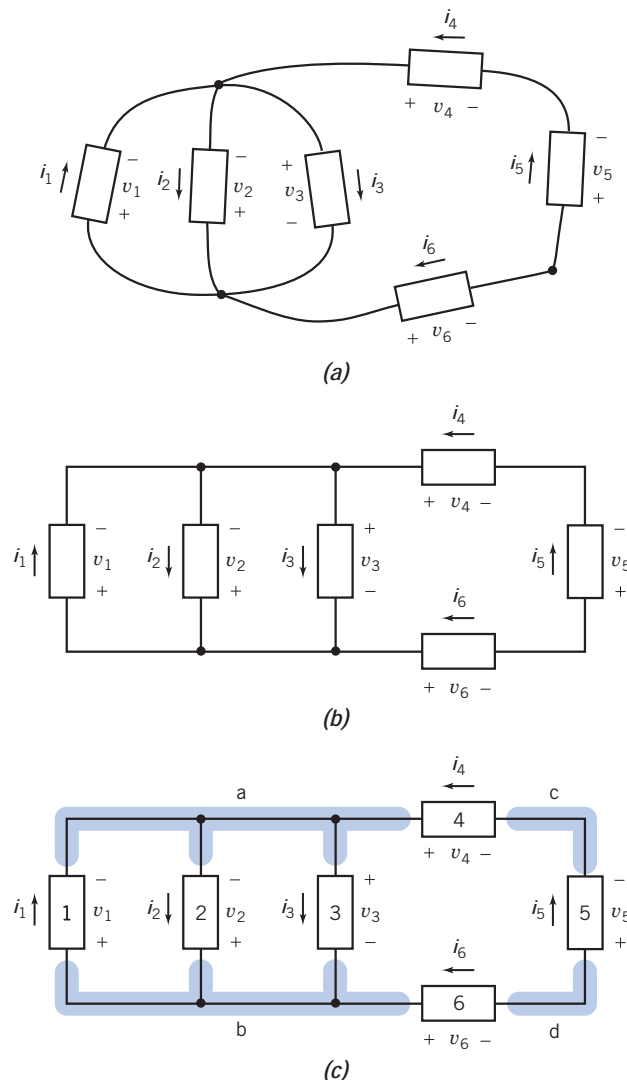 i4
+ v4 −
i1 − v1 + i2 − v2 + + v3 − i3 i5 − v5 +
i6
+ v6 −
(a)
i4
+ v4 −
i1 − v1 + i2 − v2 + i3 + v3 − i5 − v5 +
i6
+ v6 −
(b)
a i4 c
4
+ v4 −
i1 1 − v1 + i2 2 − v2 + i3 3 + v3 − i5 5 − v5 +
i6
6
b + v6 − d
(c)